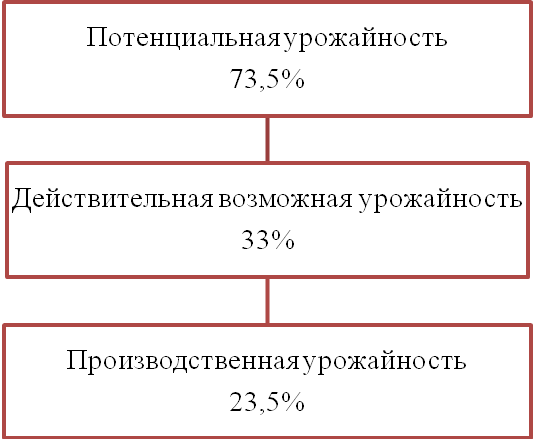 Потенциальная урожайность
73,5%
Действительная возможная урожайность
33%
Производственная урожайность
23,5%